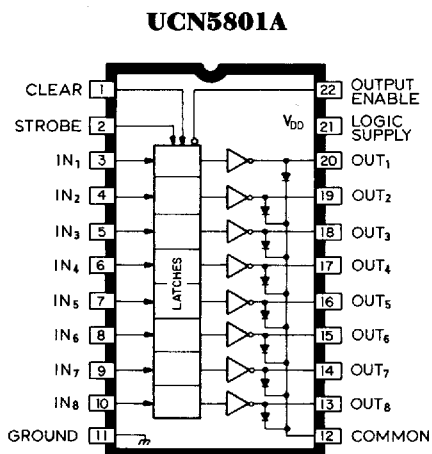 UCN5801A
CLEAR 1 22 OUTPUT ENABLE
STROBE 2 V_DD 21 LOGIC SUPPLY
IN₁ 3 20 OUT₁
IN₂ 4 19 OUT₂
IN₃ 5 18 OUT₃
IN₄ 6 17 OUT₄
LATCHES
IN₅ 7 16 OUT₅
IN₆ 8 15 OUT₆
IN₇ 9 14 OUT₇
IN₈ 10 13 OUT₈
GROUND 11 12 COMMON